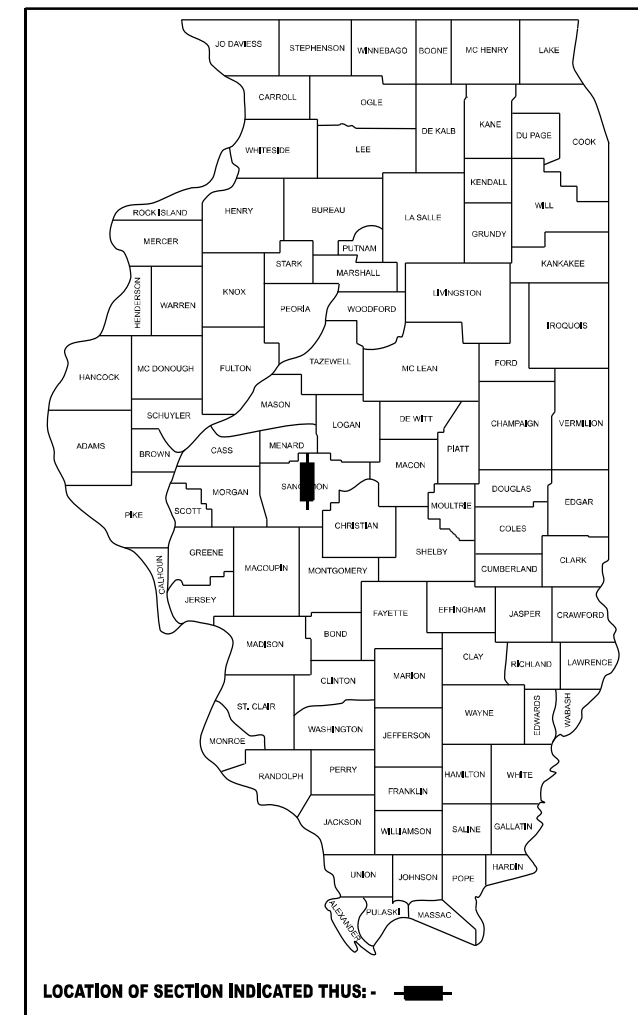 JO DAVIESS STEPHENSON WINNEBAGO BOONE MC HENRY LAKE
CARROLL OGLE DE KALB KANE DU PAGE COOK
WHITESIDE LEE
KENDALL WILL
ROCK ISLAND HENRY BUREAU LA SALLE
MERCER PUTNAM GRUNDY
STARK MARSHALL KANKAKEE
HENDERSON WARREN KNOX PEORIA WOODFORD LIVINGSTON IROQUOIS
HANCOCK MC DONOUGH FULTON TAZEWELL MC LEAN FORD
MASON
SCHUYLER LOGAN DE WITT CHAMPAIGN VERMILION
ADAMS BROWN CASS MENARD MACON PIATT
SANGAMON DOUGLAS
PIKE SCOTT MORGAN CHRISTIAN MOULTRIE COLES EDGAR
CALHOUN GREENE MACOUPIN MONTGOMERY SHELBY CUMBERLAND CLARK
JERSEY FAYETTE EFFINGHAM JASPER CRAWFORD
MADISON BOND
CLINTON MARION CLAY RICHLAND LAWRENCE
ST. CLAIR WASHINGTON WAYNE EDWARDS WABASH
MONROE JEFFERSON
RANDOLPH PERRY FRANKLIN HAMILTON WHITE
JACKSON WILLIAMSON SALINE GALLATIN
UNION JOHNSON POPE HARDIN
ALEXANDER PULASKI MASSAC
LOCATION OF SECTION INDICATED THUS: -